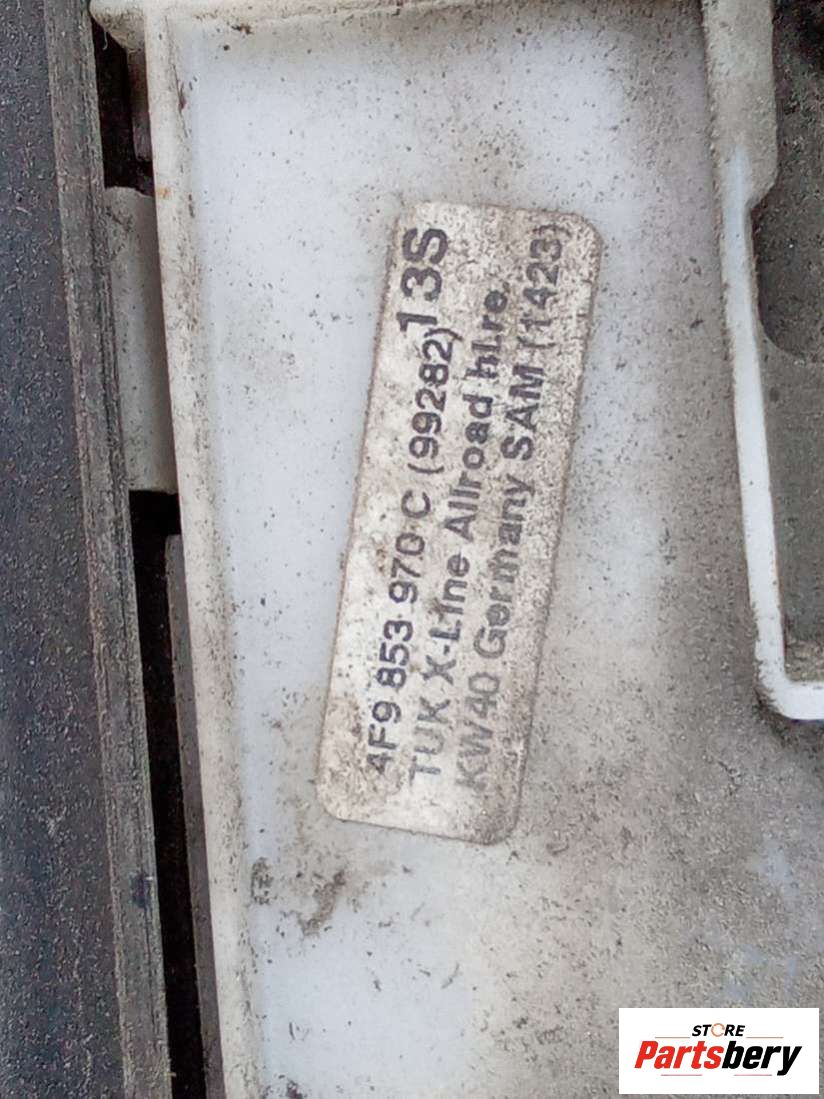 4F9 853 970 C (99282) 13S
TUK X-Line Allroad hl.re.
KW40 Germany SAM (1423)
STORE
Partsbery